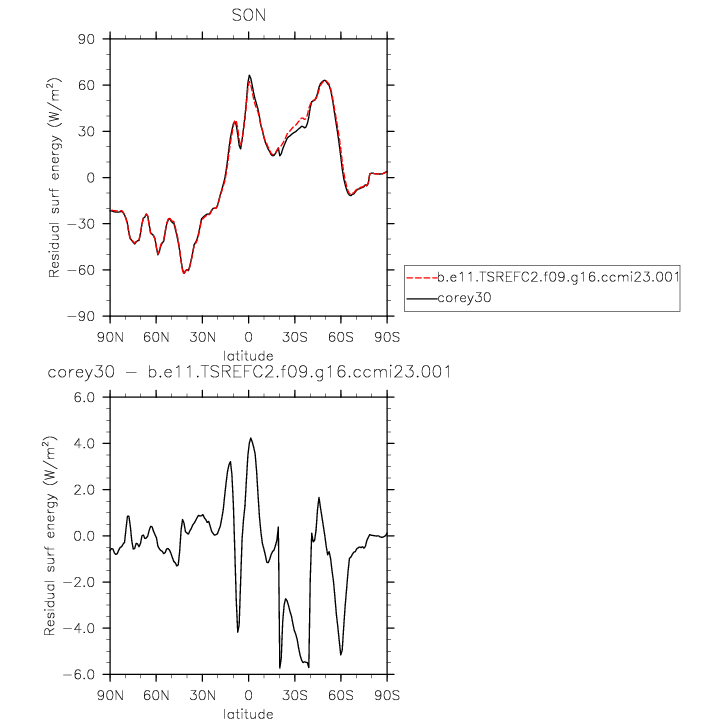 SON
90
60
30
0
−30
−60
−90
Residual surf energy (W/m²)
90N 60N 30N 0 30S 60S 90S
latitude
b.e11.TSREFC2.f09.g16.ccmi23.001
corey30
corey30 − b.e11.TSREFC2.f09.g16.ccmi23.001
6.0
4.0
2.0
0.0
−2.0
−4.0
−6.0
Residual surf energy (W/m²)
90N 60N 30N 0 30S 60S 90S
latitude